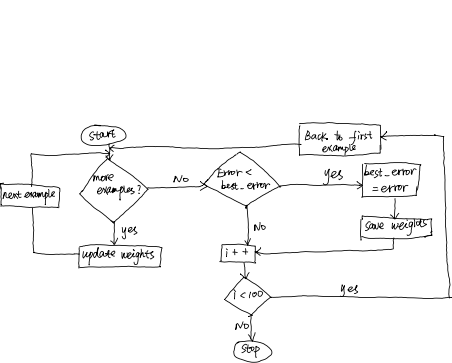 Start
Back to first
example
more
examples?
No
Error <
best_error
yes
best_error
= error
next example
yes
update weights
No
save weights
i++
i < 100
yes
No
Stop